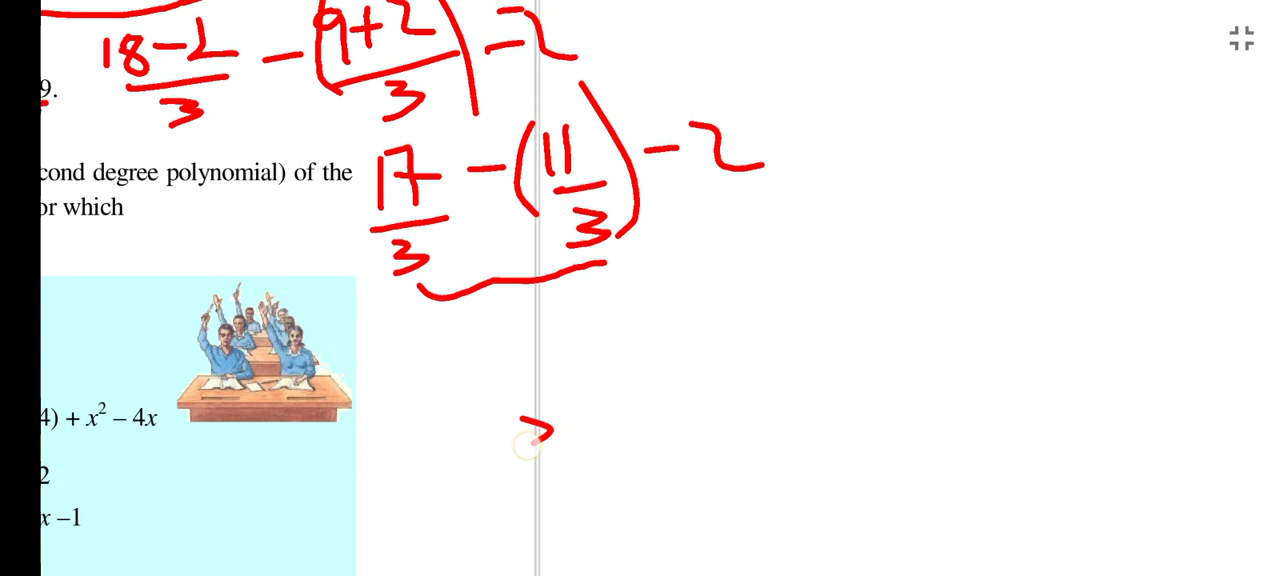 18-1/3 - (9+2/3) = 2
9.
17/3 - (11/3) - 2
cond degree polynomial) of the
or which
4) + x² – 4x
2
x –1